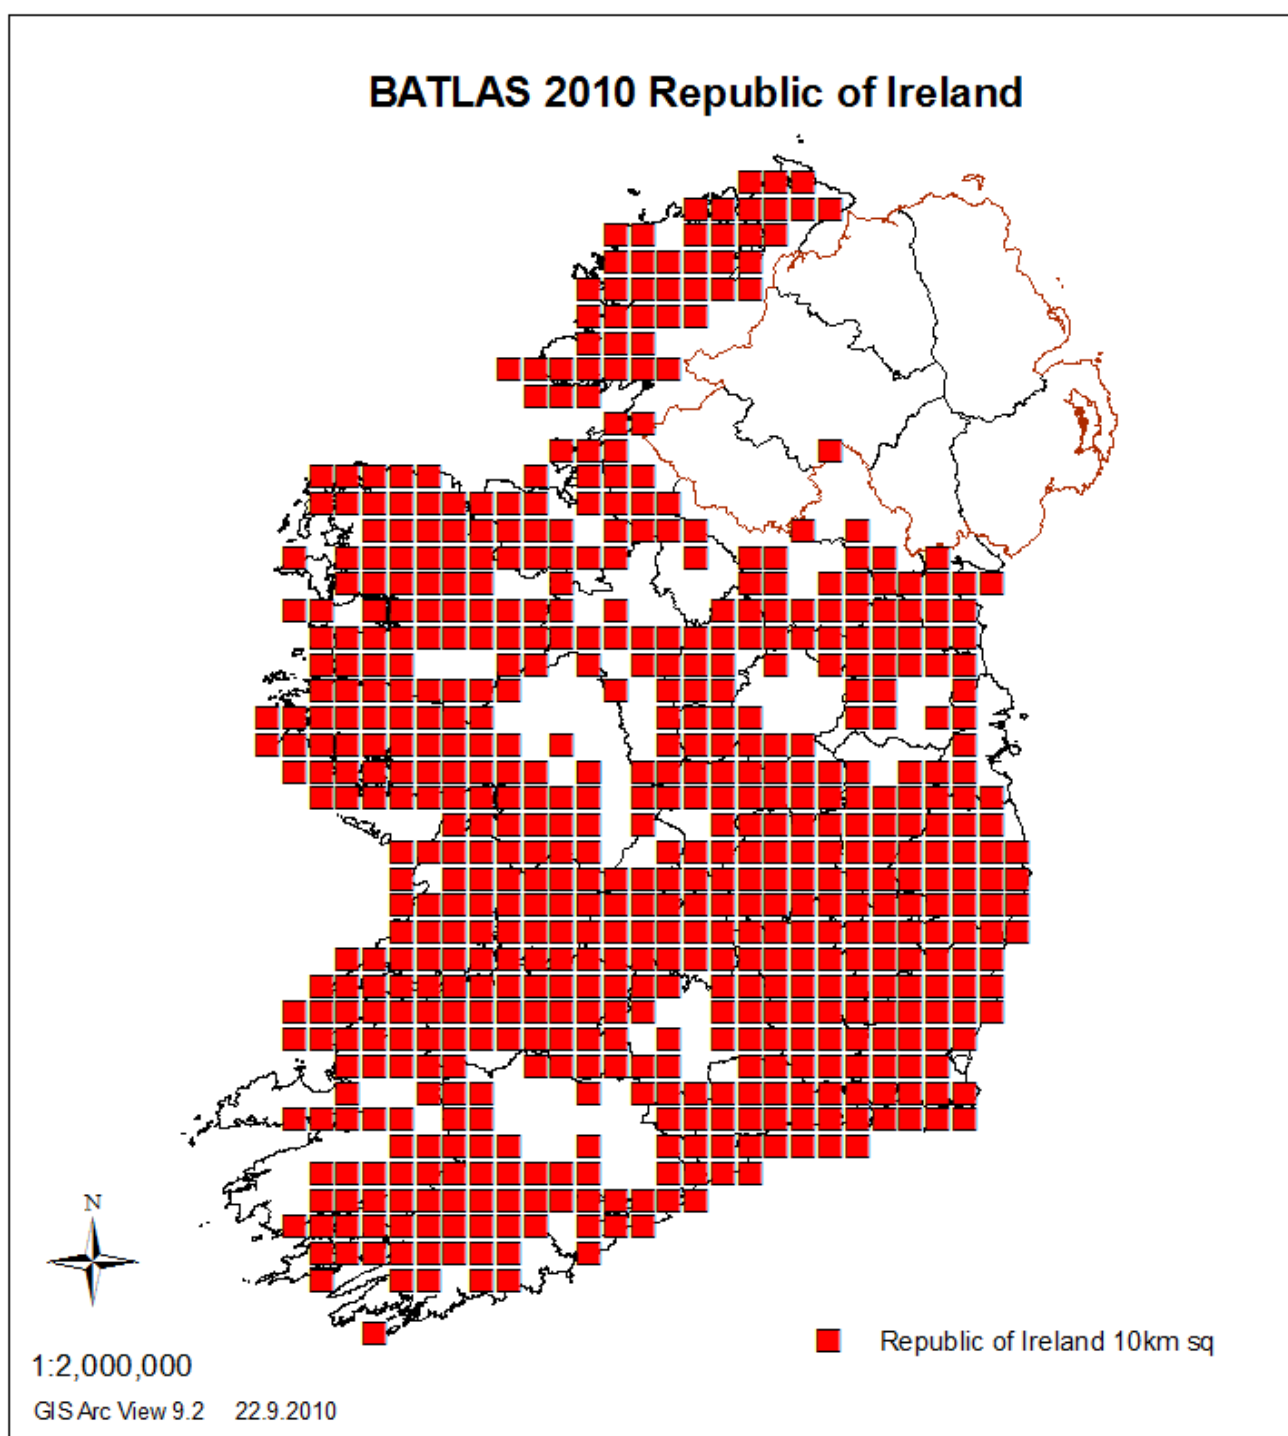 BATLAS 2010 Republic of Ireland
N
Republic of Ireland 10km sq
1:2,000,000
GIS Arc View 9.2 22.9.2010